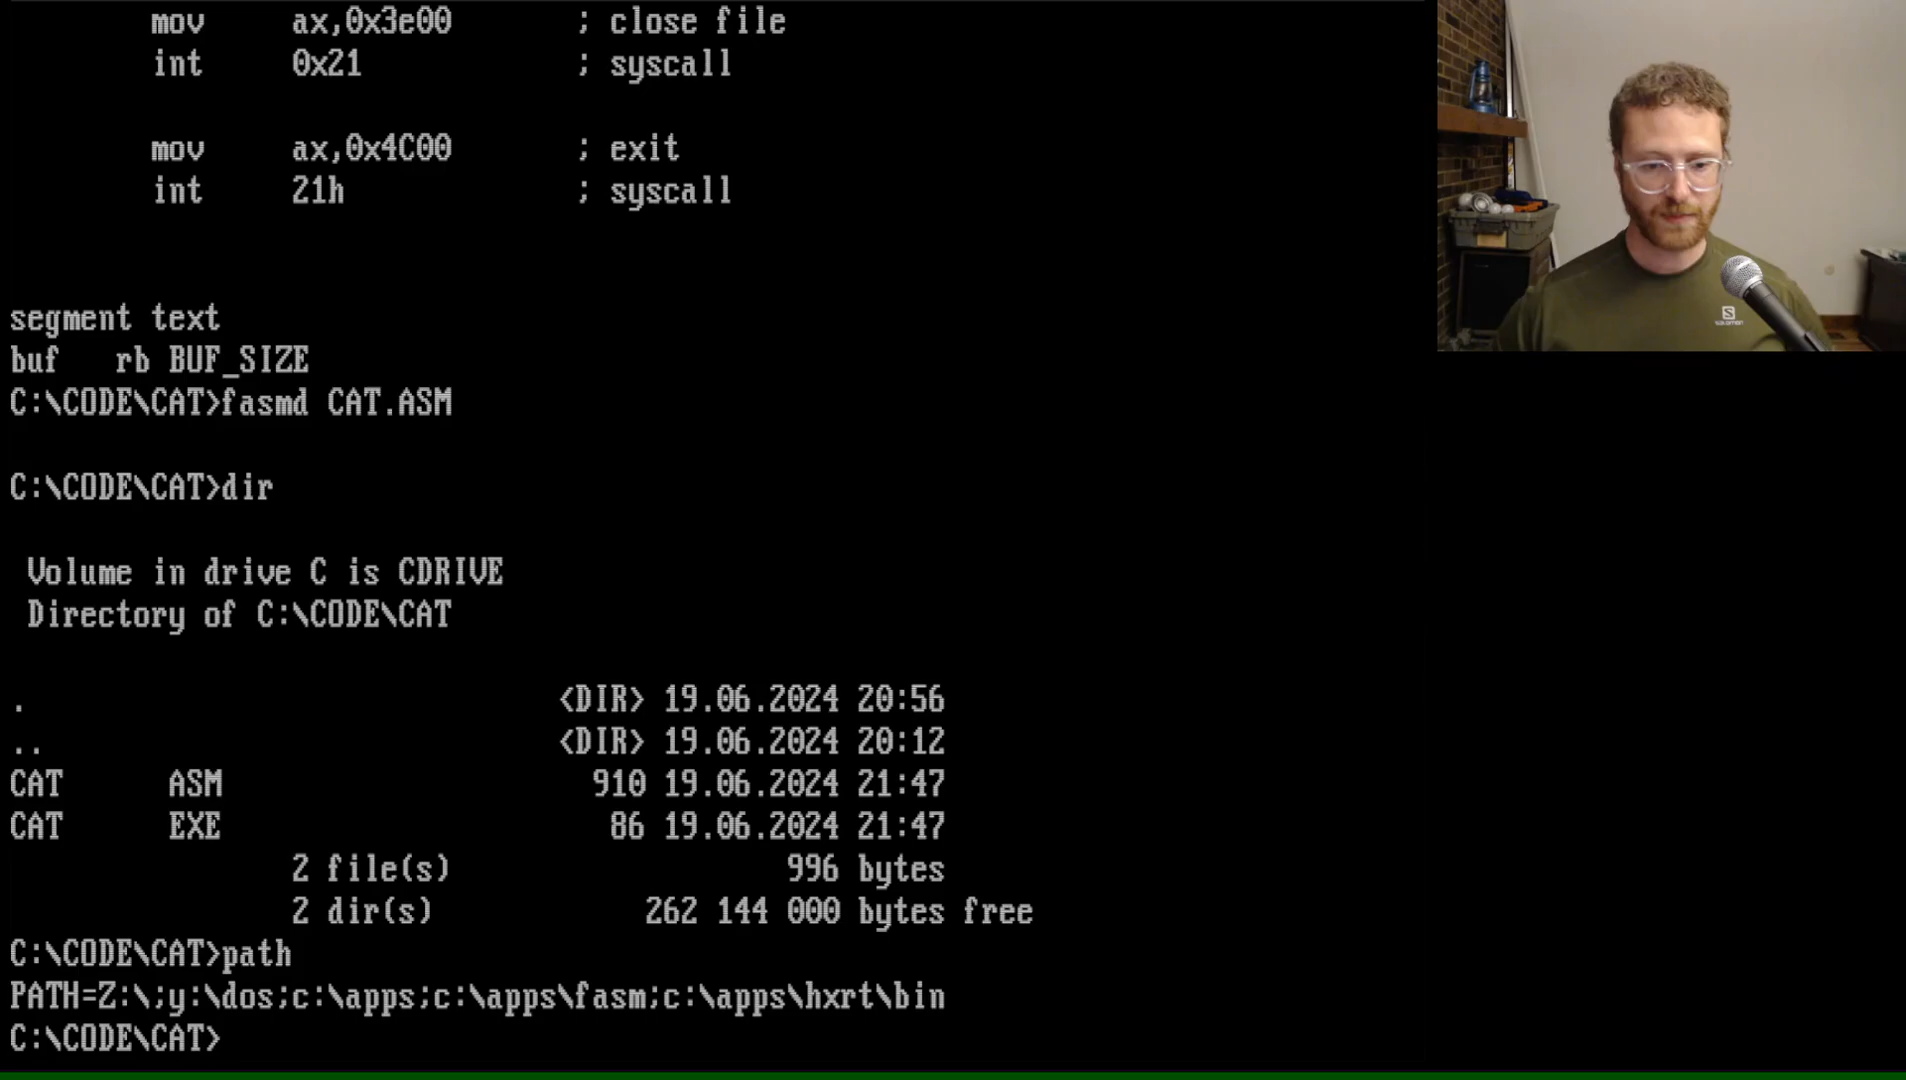 mov ax,0x3e00 ; close file
int 0x21 ; syscall
mov ax,0x4C00 ; exit
int 21h ; syscall
segment text
buf rb BUF_SIZE
C:\CODE\CAT>fasmd CAT.ASM
C:\CODE\CAT>dir
Volume in drive C is CDRIVE
Directory of C:\CODE\CAT
. <DIR> 19.06.2024 20:56
.. <DIR> 19.06.2024 20:12
CAT ASM 910 19.06.2024 21:47
CAT EXE 86 19.06.2024 21:47
2 file(s) 996 bytes
2 dir(s) 262 144 000 bytes free
C:\CODE\CAT>path
PATH=Z:\;y:\dos;c:\apps;c:\apps\fasm;c:\apps\hxrt\bin
C:\CODE\CAT>
S
salomon